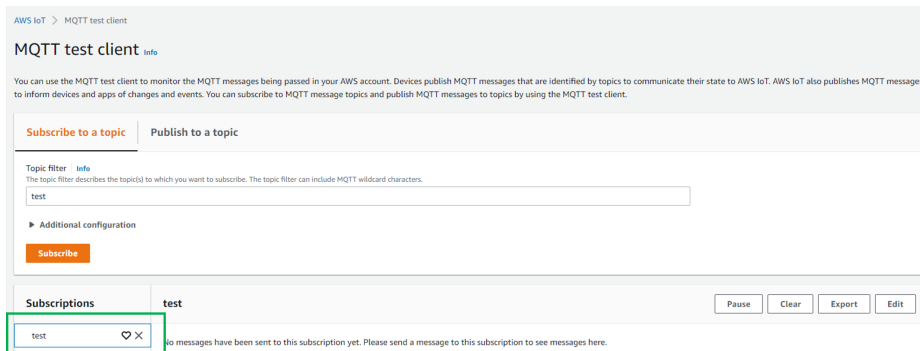 AWS IoT > MQTT test client
MQTT test client Info
You can use the MQTT test client to monitor the MQTT messages being passed in your AWS account. Devices publish MQTT messages that are identified by topics to communicate their state to AWS IoT. AWS IoT also publishes MQTT message
to inform devices and apps of changes and events. You can subscribe to MQTT message topics and publish MQTT messages to topics by using the MQTT test client.
Subscribe to a topic Publish to a topic
Topic filter Info
The topic filter describes the topic(s) to which you want to subscribe. The topic filter can include MQTT wildcard characters.
test
Additional configuration
Subscribe
Subscriptions test Pause Clear Export Edit
test
No messages have been sent to this subscription yet. Please send a message to this subscription to see messages here.